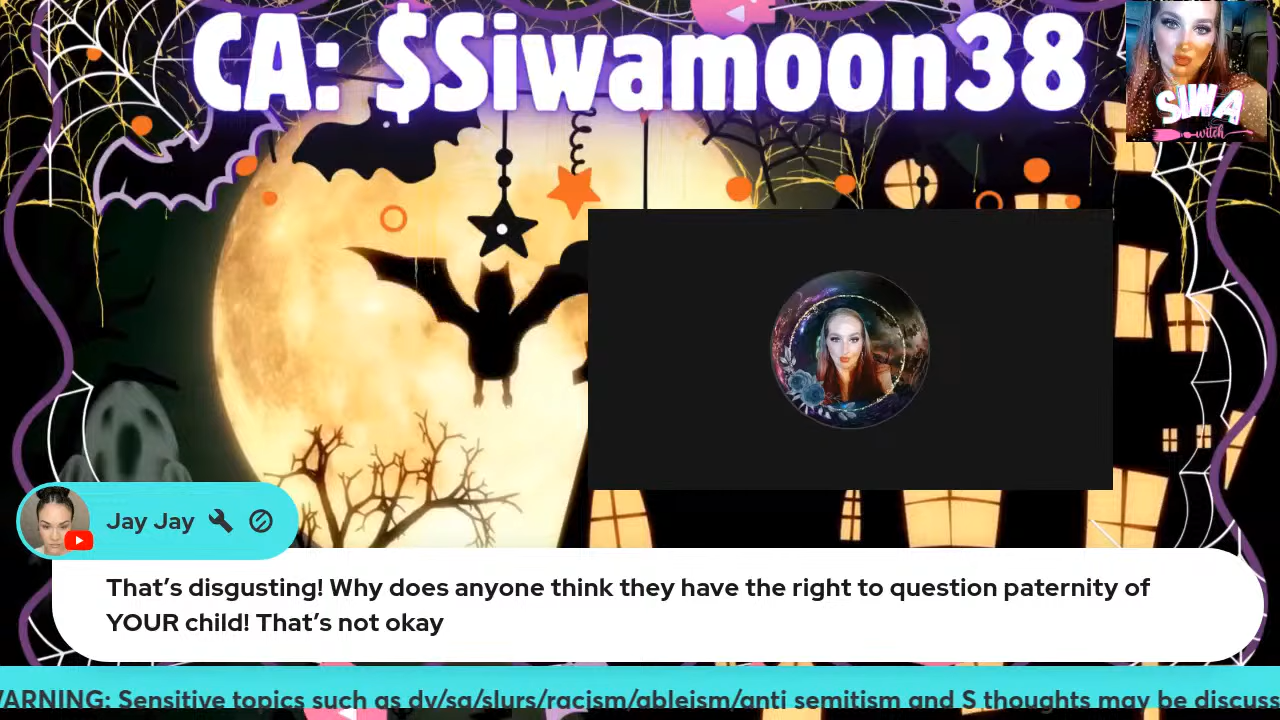 CA: $Siwamoon38
SIWA
witch
Jay Jay
That's disgusting! Why does anyone think they have the right to question paternity of
YOUR child! That's not okay
WARNING: Sensitive topics such as dv/sa/slurs/racism/ableism/anti semitism and S thoughts may be discuss